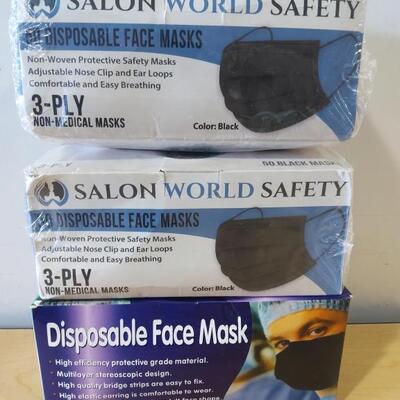 SALON WORLD SAFETY
50 DISPOSABLE FACE MASKS
Non-Woven Protective Safety Masks
Adjustable Nose Clip and Ear Loops
Comfortable and Easy Breathing
3-PLY
NON-MEDICAL MASKS
Color: Black
50 BLACK MASK
SALON WORLD SAFETY
50 DISPOSABLE FACE MASKS
Non-Woven Protective Safety Masks
Adjustable Nose Clip and Ear Loops
Comfortable and Easy Breathing
3-PLY
NON-MEDICAL MASKS
Color: Black
Disposable Face Mask
• High efficiency protective grade material.
• Multilayer stereoscopic design.
• High quality bridge strips are easy to fix.
• High elastic earring is comfortable to wear.
face shape